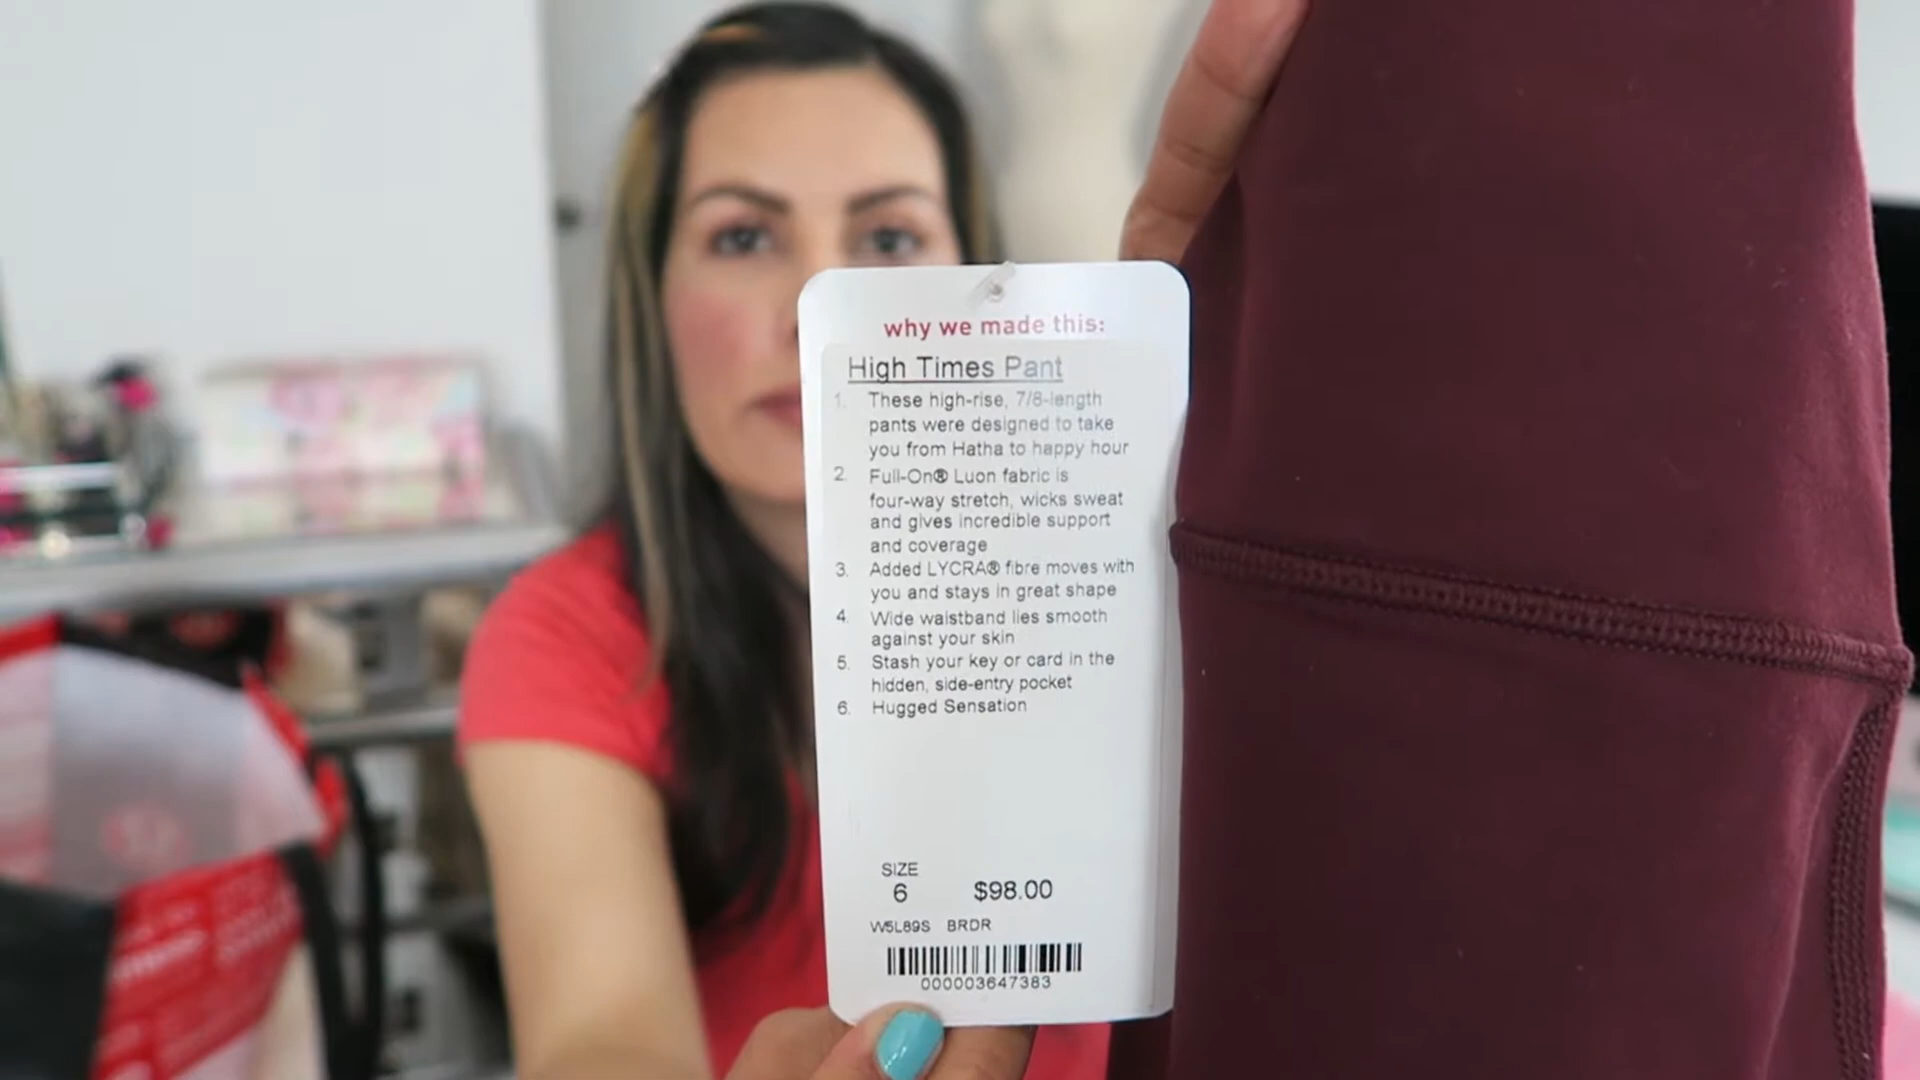 why we made this:
High Times Pant
1. These high-rise, 7/8-length
pants were designed to take
you from Hatha to happy hour
2. Full-On® Luon fabric is
four-way stretch, wicks sweat
and gives incredible support
and coverage
3. Added LYCRA® fibre moves with
you and stays in great shape
4. Wide waistband lies smooth
against your skin
5. Stash your key or card in the
hidden, side-entry pocket
6. Hugged Sensation
SIZE
6 $98.00
W5L89S BRDR
000003647383